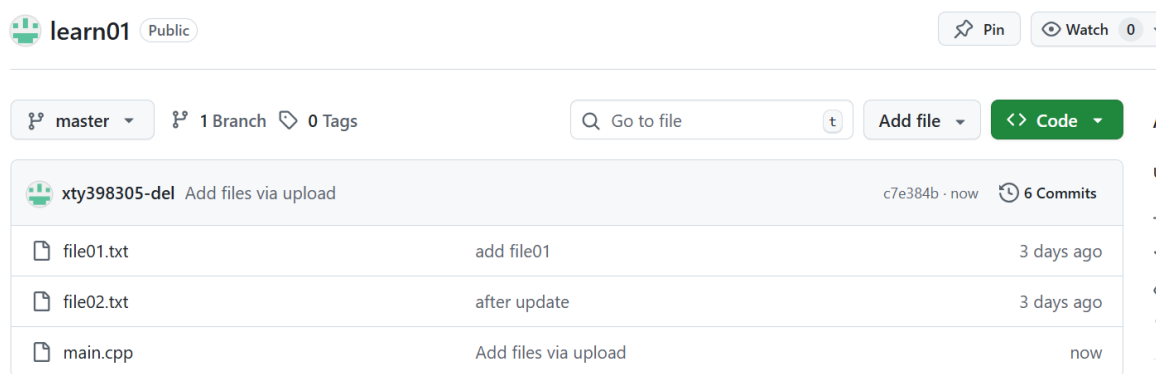 learn01 Public Pin Watch 0
master 1 Branch 0 Tags Go to file t Add file Code
xty398305-del Add files via upload c7e384b · now 6 Commits
file01.txt add file01 3 days ago
file02.txt after update 3 days ago
main.cpp Add files via upload now